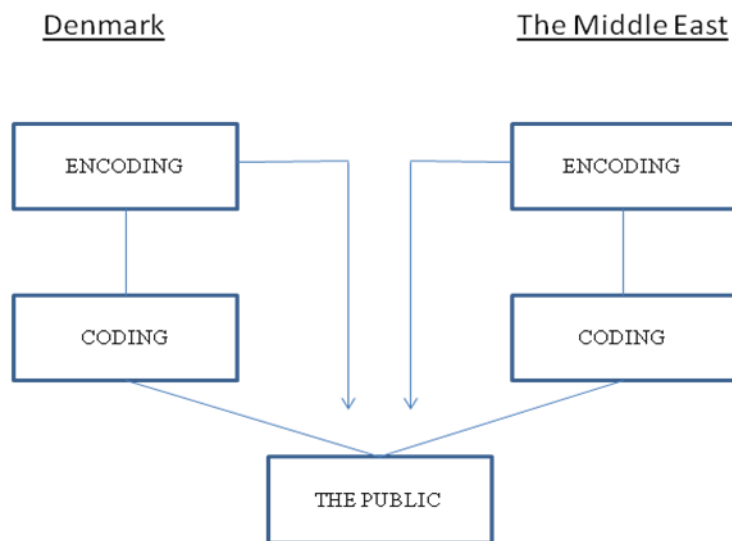 Denmark
The Middle East
ENCODING
ENCODING
CODING
CODING
THE PUBLIC